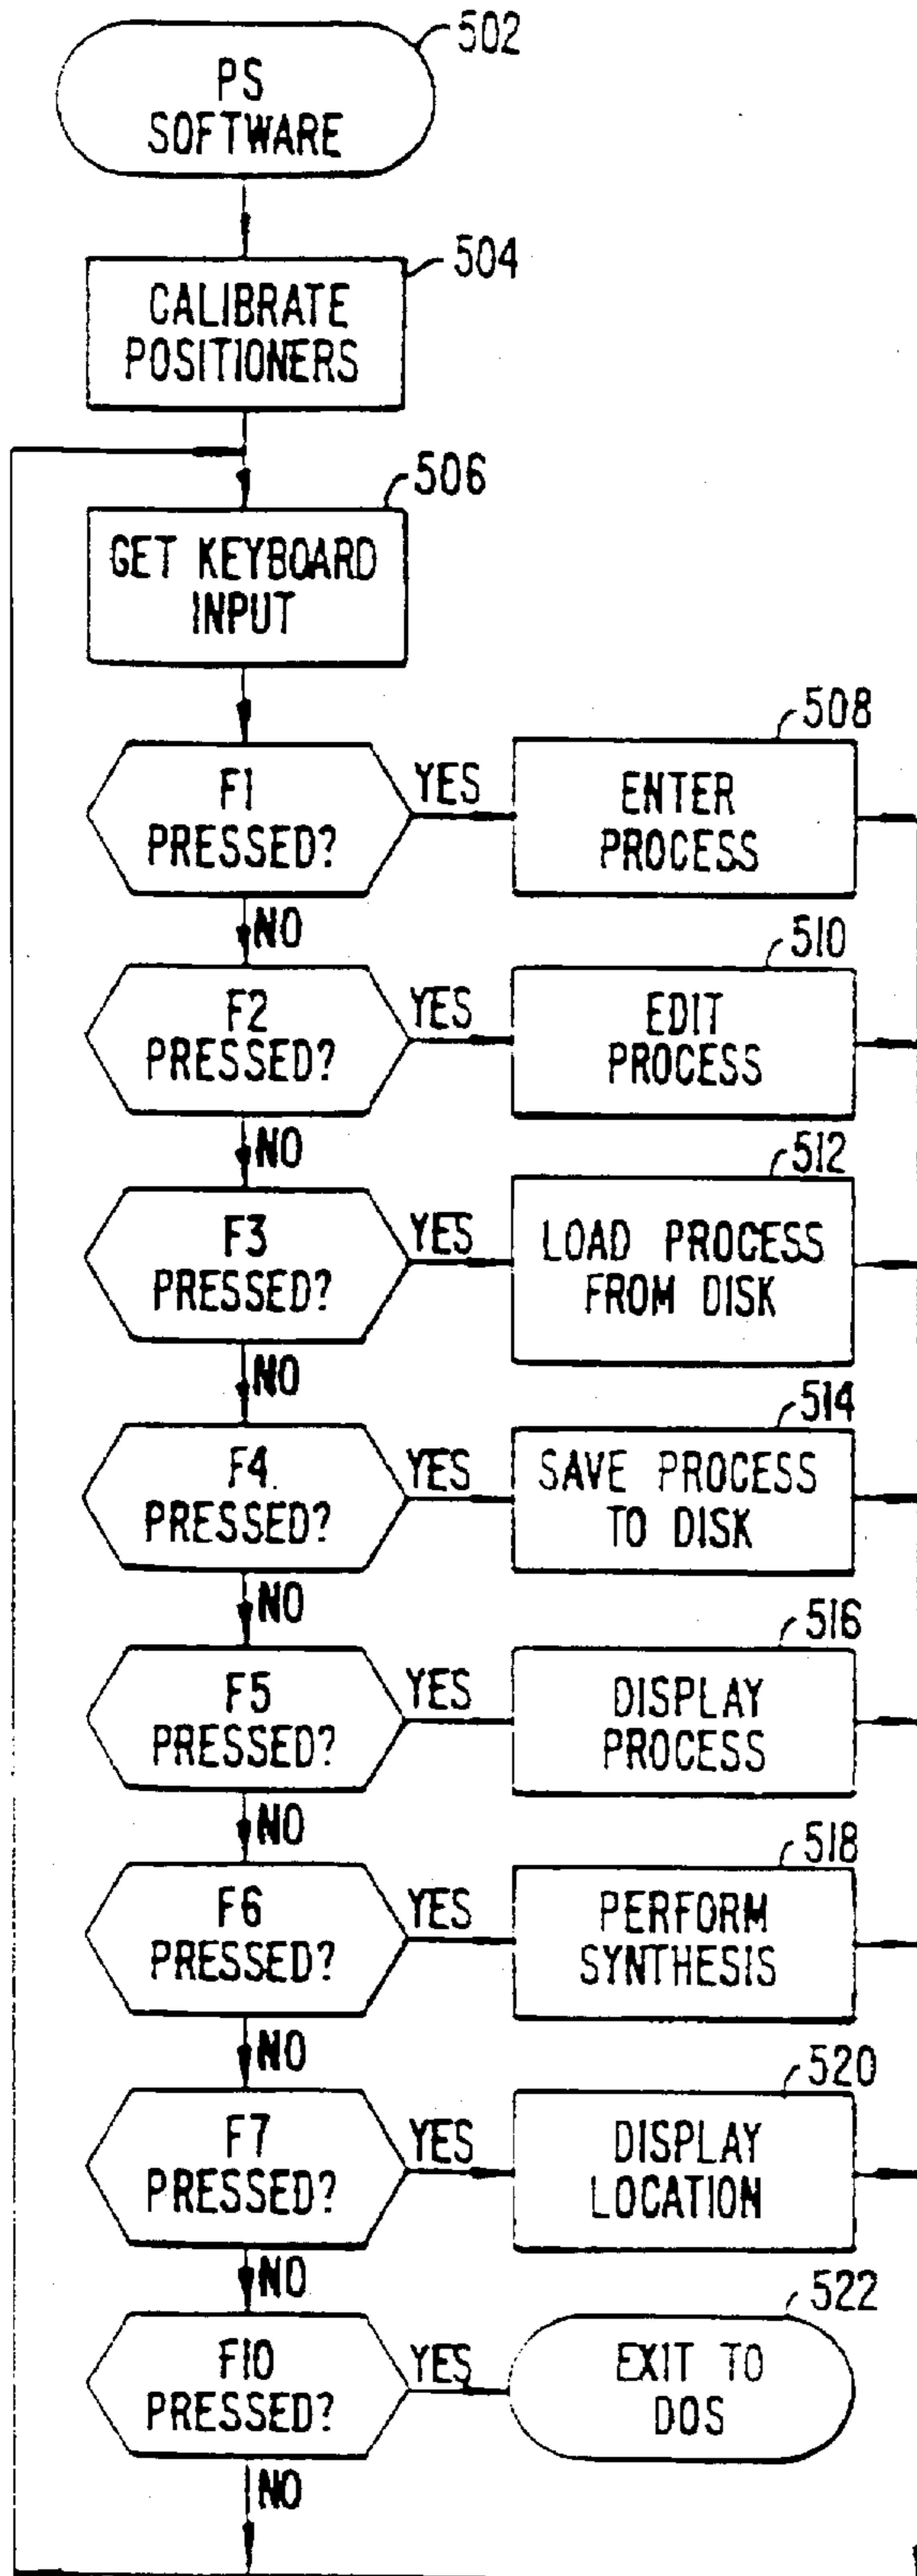 502
PS
SOFTWARE
504
CALIBRATE
POSITIONERS
506
GET KEYBOARD
INPUT
508
F1
PRESSED?
YES
ENTER
PROCESS
NO
510
F2
PRESSED?
YES
EDIT
PROCESS
NO
512
F3
PRESSED?
YES
LOAD PROCESS
FROM DISK
NO
514
F4
PRESSED?
YES
SAVE PROCESS
TO DISK
NO
516
F5
PRESSED?
YES
DISPLAY
PROCESS
NO
518
F6
PRESSED?
YES
PERFORM
SYNTHESIS
NO
520
F7
PRESSED?
YES
DISPLAY
LOCATION
NO
522
F10
PRESSED?
YES
EXIT TO
DOS
NO